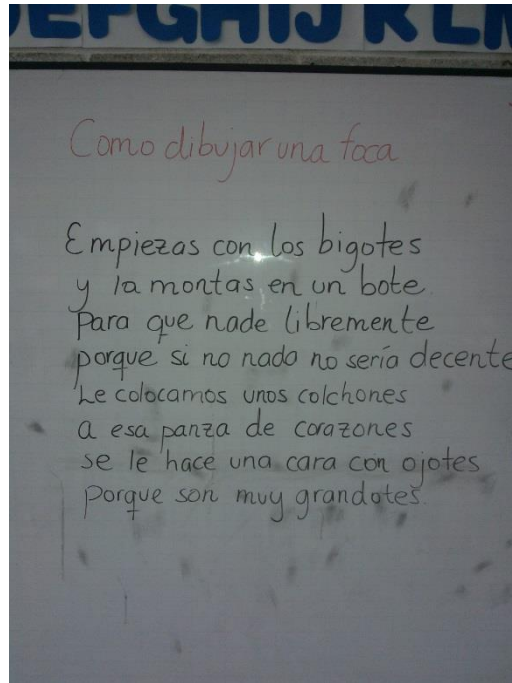 DEFGHIJKLM
Como dibujar una foca
Empiezas con los bigotes
y la montas en un bote.
Para que nade libremente
porque si no nada no sería decente
Le colocamos unos colchones
a esa panza de corazones
se le hace una cara con ojotes
porque son muy grandotes.